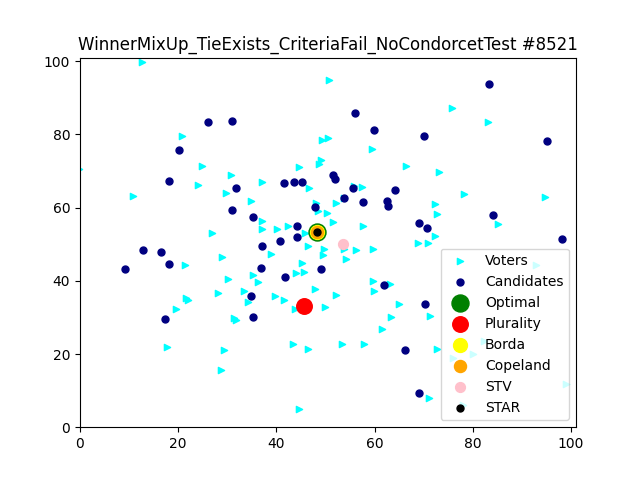 WinnerMixUp_TieExists_CriteriaFail_NoCondorcetTest #8521
100
80
60
40
20
0
0 20 40 60 80 100
Voters
Candidates
Optimal
Plurality
Borda
Copeland
STV
STAR